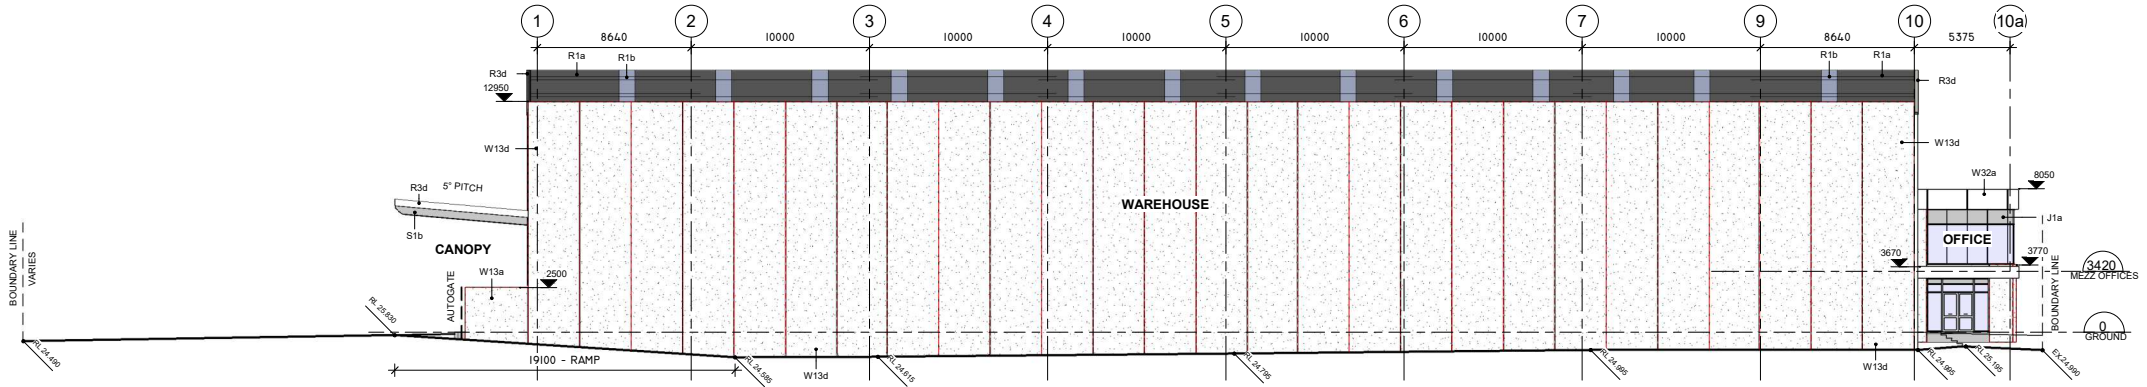 1 2 3 4 5 6 7 9 10 10a
8640 10000 10000 10000 10000 10000 10000 8640 5375
R1a R1b R1b R1a
R3d R3d
12950
W13d W13d
R3d 5° PITCH
S1b
CANOPY
WAREHOUSE
W32a
8050
J1a
OFFICE
3670 3770
3420
MEZZ OFFICES
BOUNDARY LINE
VARIES
AUTOGATE
W13a
2500
BOUNDARY LINE
0
GROUND
RL 25.830
RL 24.490
19100 - RAMP
RL 24.585
W13d
RL 24.615
RL 24.795
RL 24.995
W13d
RL 24.995
RL 25.195
EX.24.990